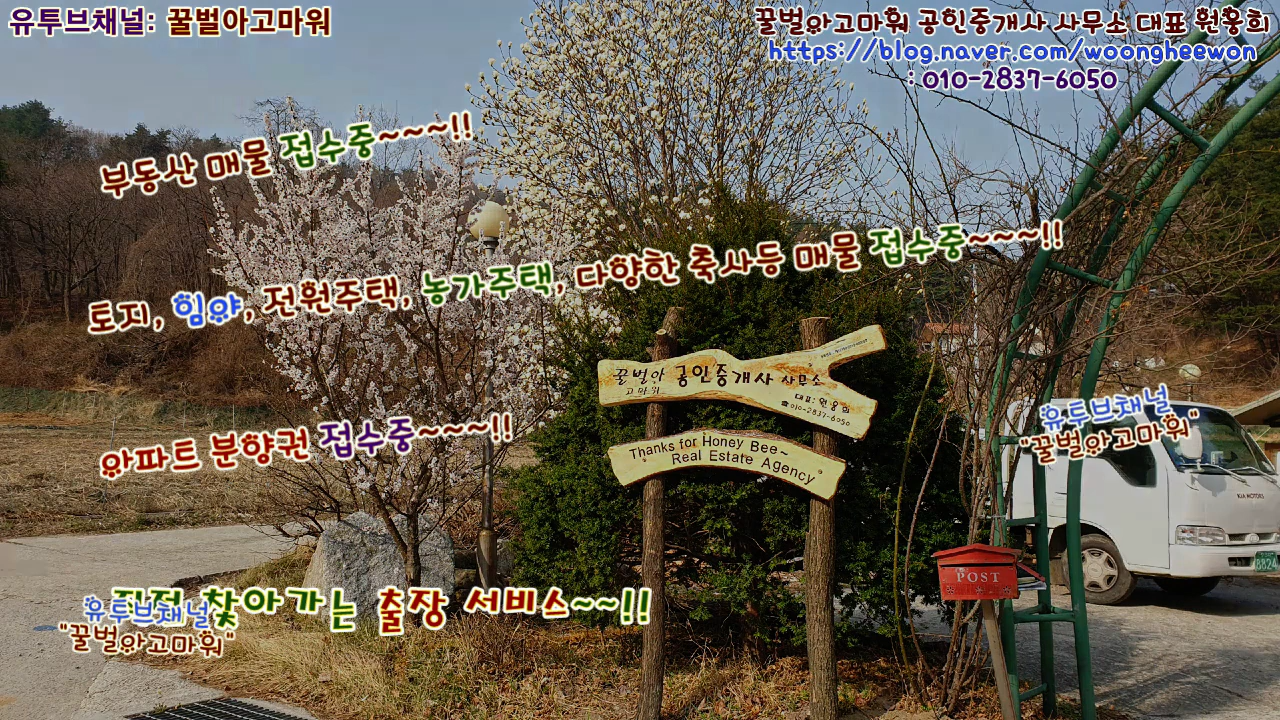 유투브채널: 꿀벌아고마워
꿀벌아고마워 공인중개사 사무소 대표 원웅희
https://blog.naver.com/woongheewon
: 010-2837-6050
부동산 매물 접수중~~~!!
토지, 임야, 전원주택, 농가주택, 다양한 축사등 매물 접수중~~~!!
꿀벌아 공인중개사 사무소
고마워
대표: 원웅희
☎010-2837-6050
Thanks for Honey Bee~
Real Estate Agency
유투브채널
"꿀벌아고마워"
아파트 분양권 접수중~~~!!
KIA MOTORS
8824
POST
직접 찾아가는 출장 서비스~~!!
유투브채널
"꿀벌아고마워"